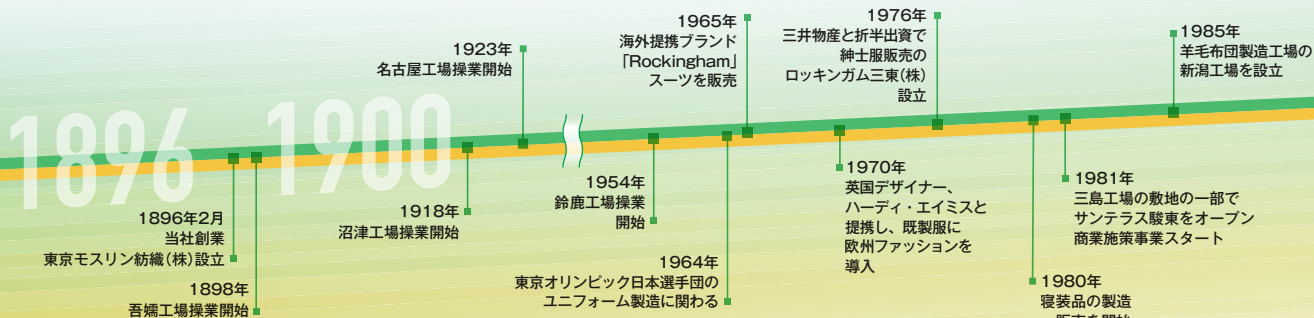 1896
1900
1896年2月
当社創業
東京モスリン紡織(株)設立
1898年
吾嬬工場操業開始
1918年
沼津工場操業開始
1923年
名古屋工場操業開始
1954年
鈴鹿工場操業
開始
1964年
東京オリンピック日本選手団の
ユニフォーム製造に関わる
1965年
海外提携ブランド
「Rockingham」
スーツを販売
1970年
英国デザイナー、
ハーディ・エイミスと
提携し、既製服に
欧州ファッションを
導入
1976年
三井物産と折半出資で
紳士服販売の
ロッキンガム三東(株)
設立
1980年
寝装品の製造
販売を開始
1981年
三島工場の敷地の一部で
サンテラス駿東をオープン
商業施策事業スタート
1985年
羊毛布団製造工場の
新潟工場を設立